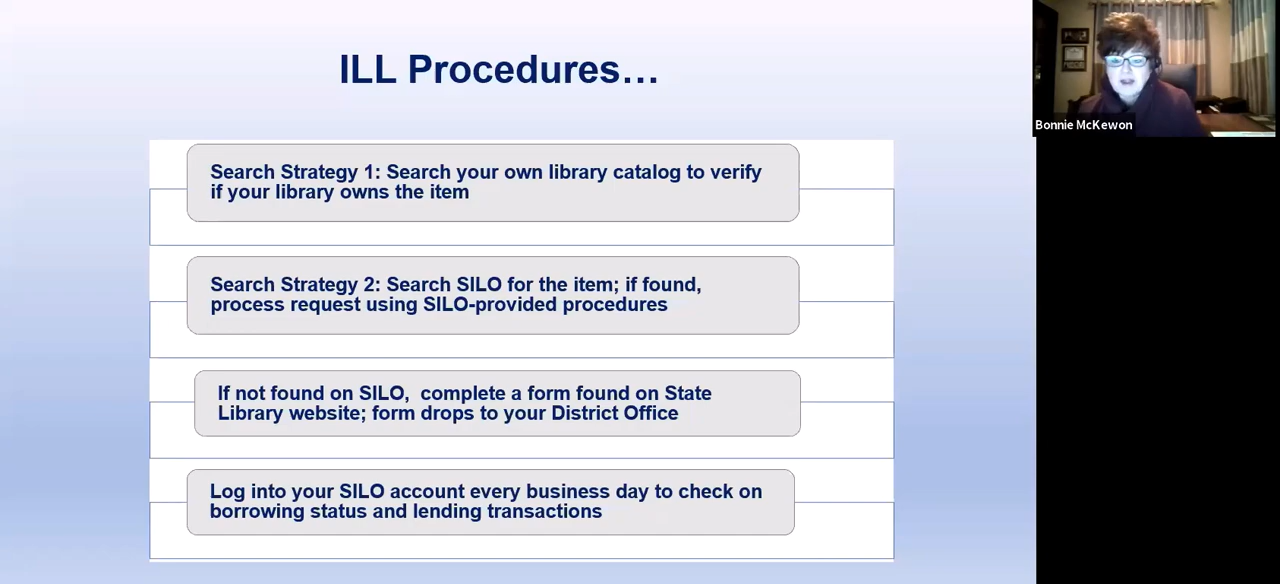 ILL Procedures…
Search Strategy 1: Search your own library catalog to verify
if your library owns the item
Search Strategy 2: Search SILO for the item; if found,
process request using SILO-provided procedures
If not found on SILO,  complete a form found on State
Library website; form drops to your District Office
Log into your SILO account every business day to check on
borrowing status and lending transactions
Bonnie McKewon